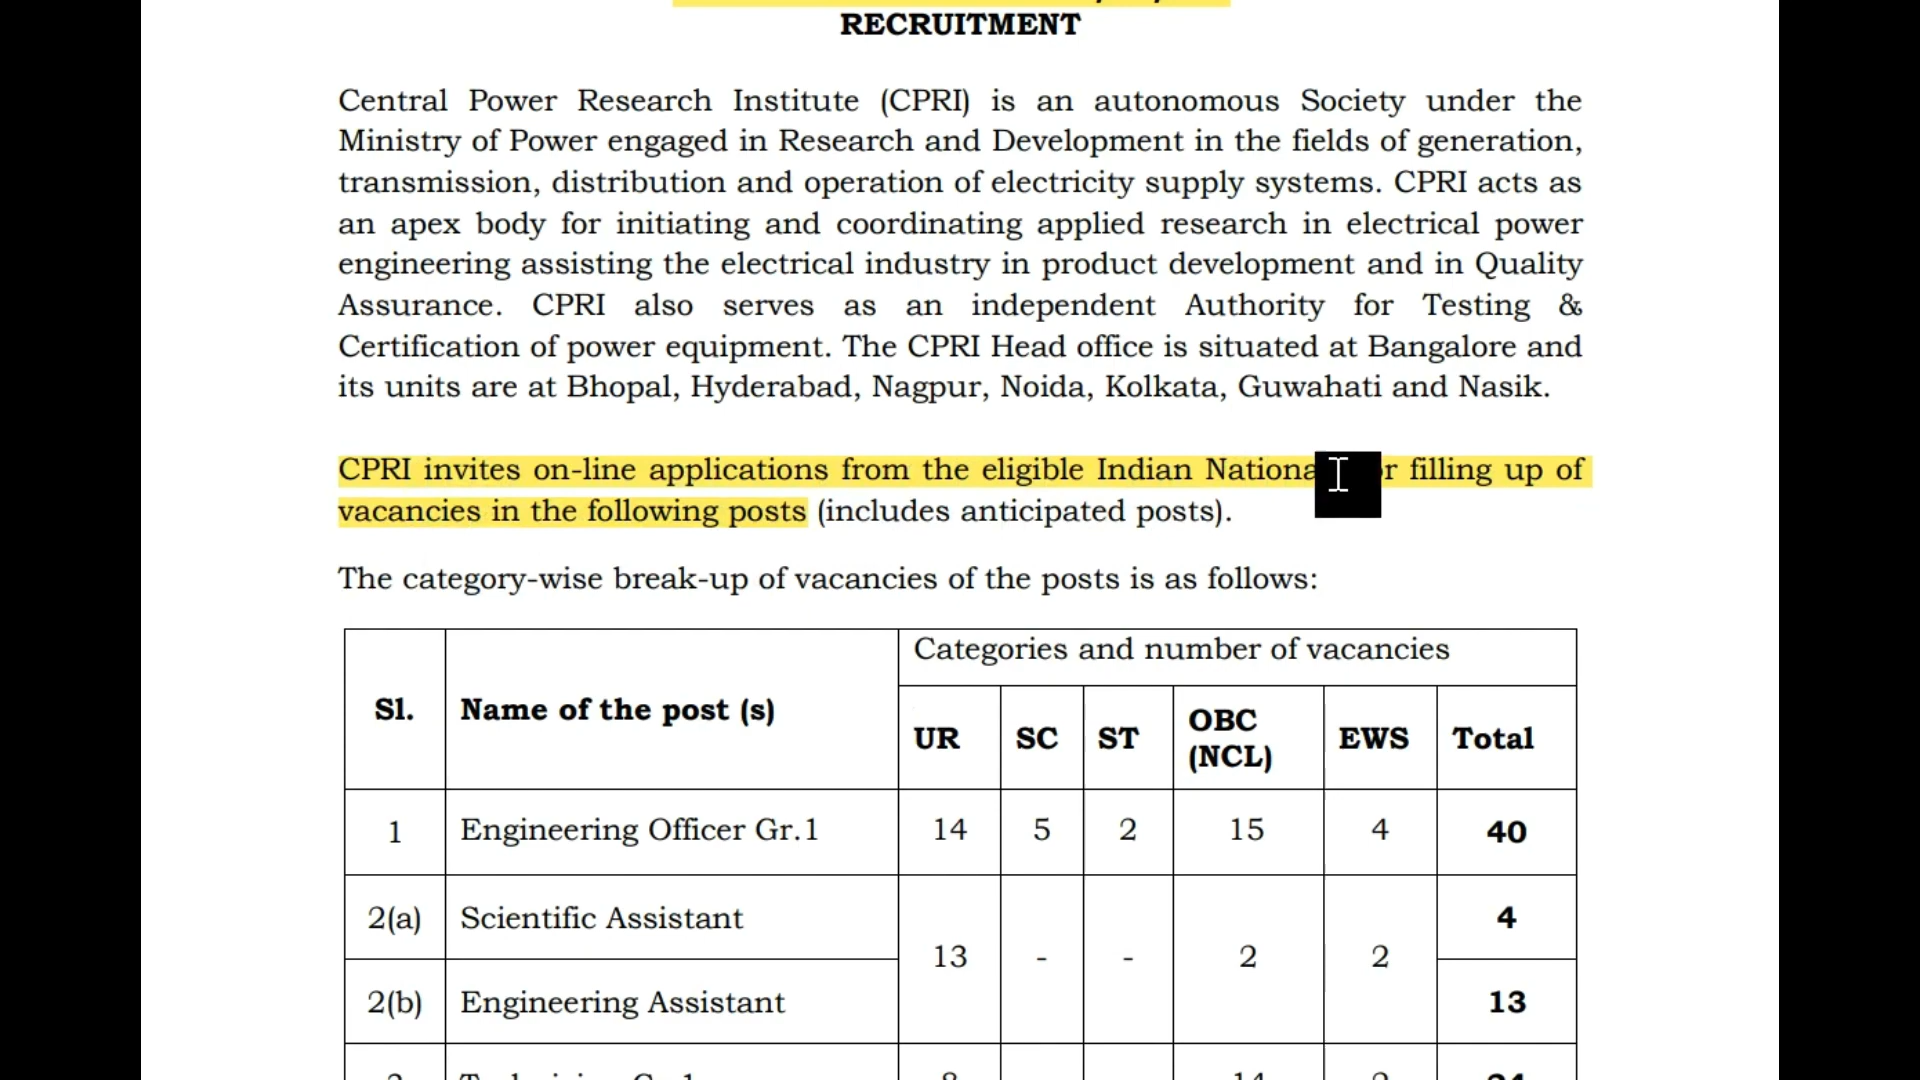 RECRUITMENT
Central Power Research Institute (CPRI) is an autonomous Society under the
Ministry of Power engaged in Research and Development in the fields of generation,
transmission, distribution and operation of electricity supply systems. CPRI acts as
an apex body for initiating and coordinating applied research in electrical power
engineering assisting the electrical industry in product development and in Quality
Assurance. CPRI also serves as an independent Authority for Testing &
Certification of power equipment. The CPRI Head office is situated at Bangalore and
its units are at Bhopal, Hyderabad, Nagpur, Noida, Kolkata, Guwahati and Nasik.
CPRI invites on-line applications from the eligible Indian filling up of
vacancies in the following posts (includes anticipated posts).
The category-wise break-up of vacancies of the posts is as follows:
Categories and number of vacancies
Sl. Name of the post (s)
UR SC ST OBC (NCL) EWS Total
1 Engineering Officer Gr.1 14 5 2 15 4 40
2(a) Scientific Assistant 4
13 - - 2 2
2(b) Engineering Assistant 13